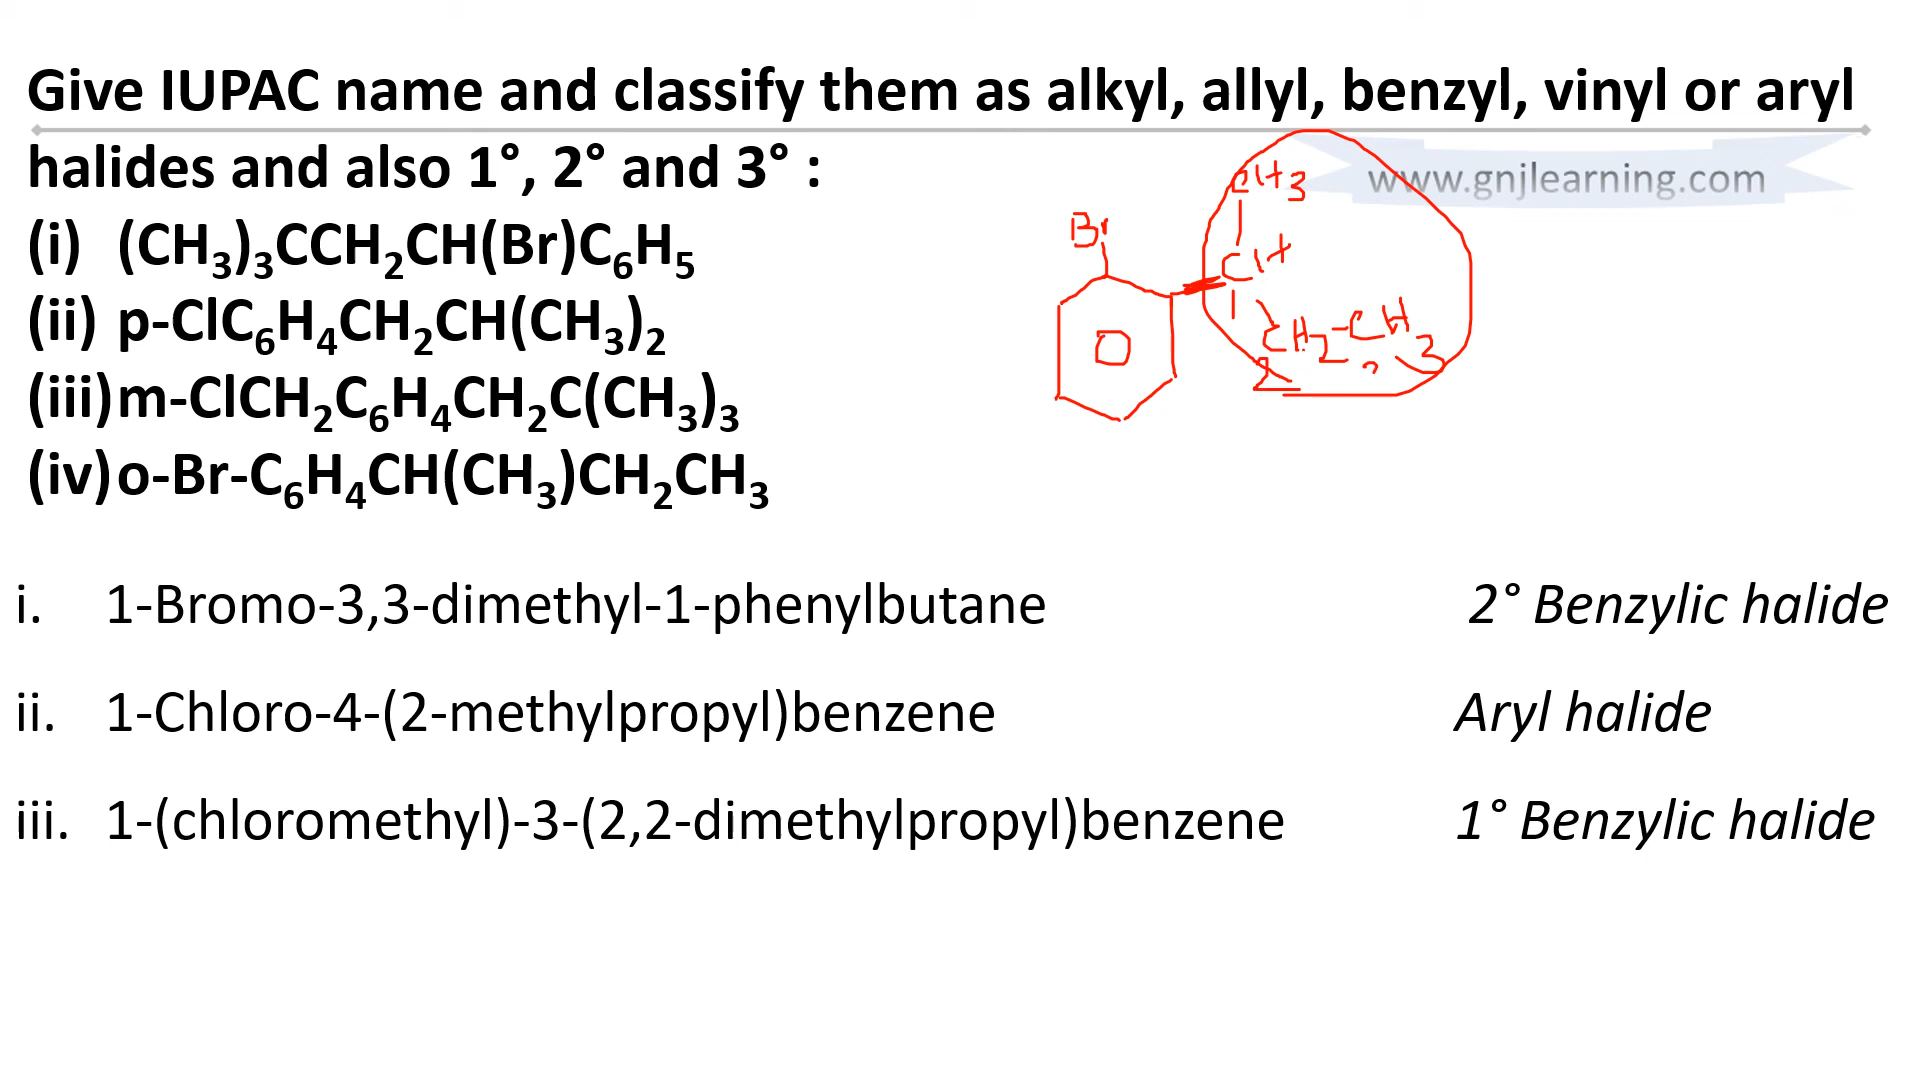 Give IUPAC name and classify them as alkyl, allyl, benzyl, vinyl or aryl
halides and also 1°, 2° and 3° :
www.gnjlearning.com
(i) (CH₃)₃CCH₂CH(Br)C₆H₅
(ii) p-ClC₆H₄CH₂CH(CH₃)₂
(iii) m-ClCH₂C₆H₄CH₂C(CH₃)₃
(iv) o-Br-C₆H₄CH(CH₃)CH₂CH₃
CH3
Br
CH
1
CH2-CH3
2 3
i. 1-Bromo-3,3-dimethyl-1-phenylbutane 2° Benzylic halide
ii. 1-Chloro-4-(2-methylpropyl)benzene Aryl halide
iii. 1-(chloromethyl)-3-(2,2-dimethylpropyl)benzene 1° Benzylic halide